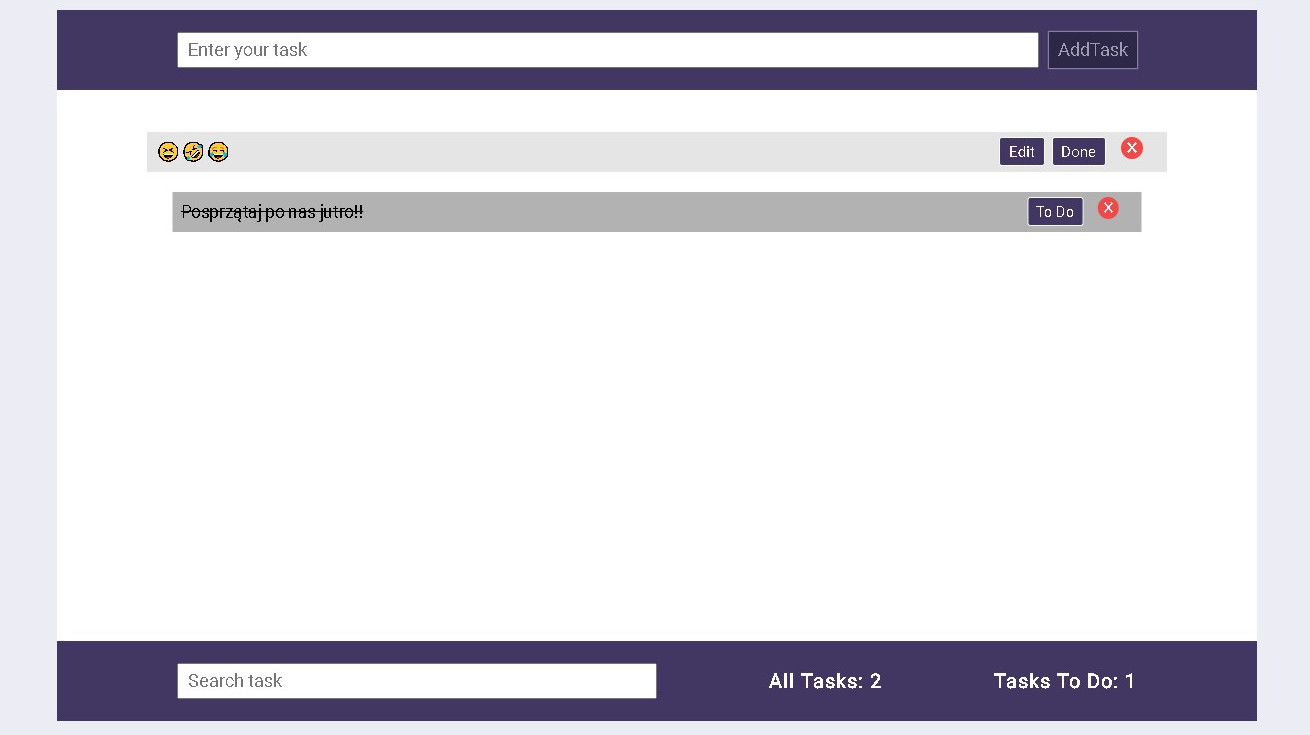 Enter your task AddTask
😆🤣😂 Edit Done X
Posprzątaj po nas jutro!! To Do X
Search task All Tasks: 2 Tasks To Do: 1